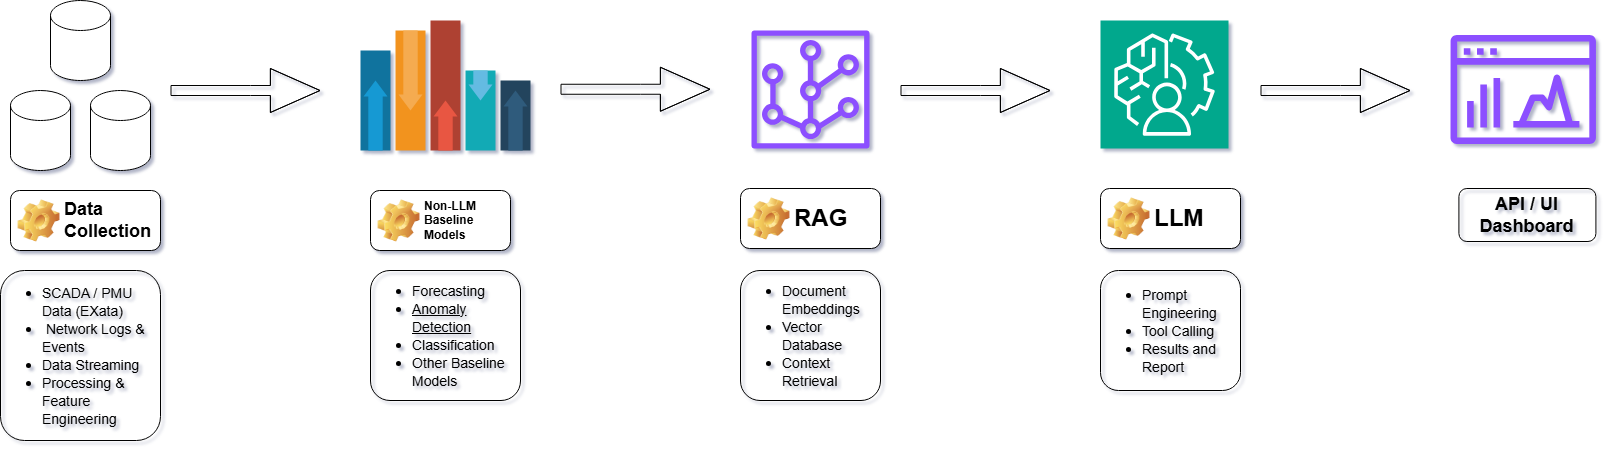 Data
Collection
Non-LLM
Baseline
Models
RAG
LLM
API / UI
Dashboard
SCADA / PMU
Data (EXata)
Network Logs &
Events
Data Streaming
Processing &
Feature
Engineering
Forecasting
Anomaly
Detection
Classification
Other Baseline
Models
Document
Embeddings
Vector
Database
Context
Retrieval
Prompt
Engineering
Tool Calling
Results and
Report